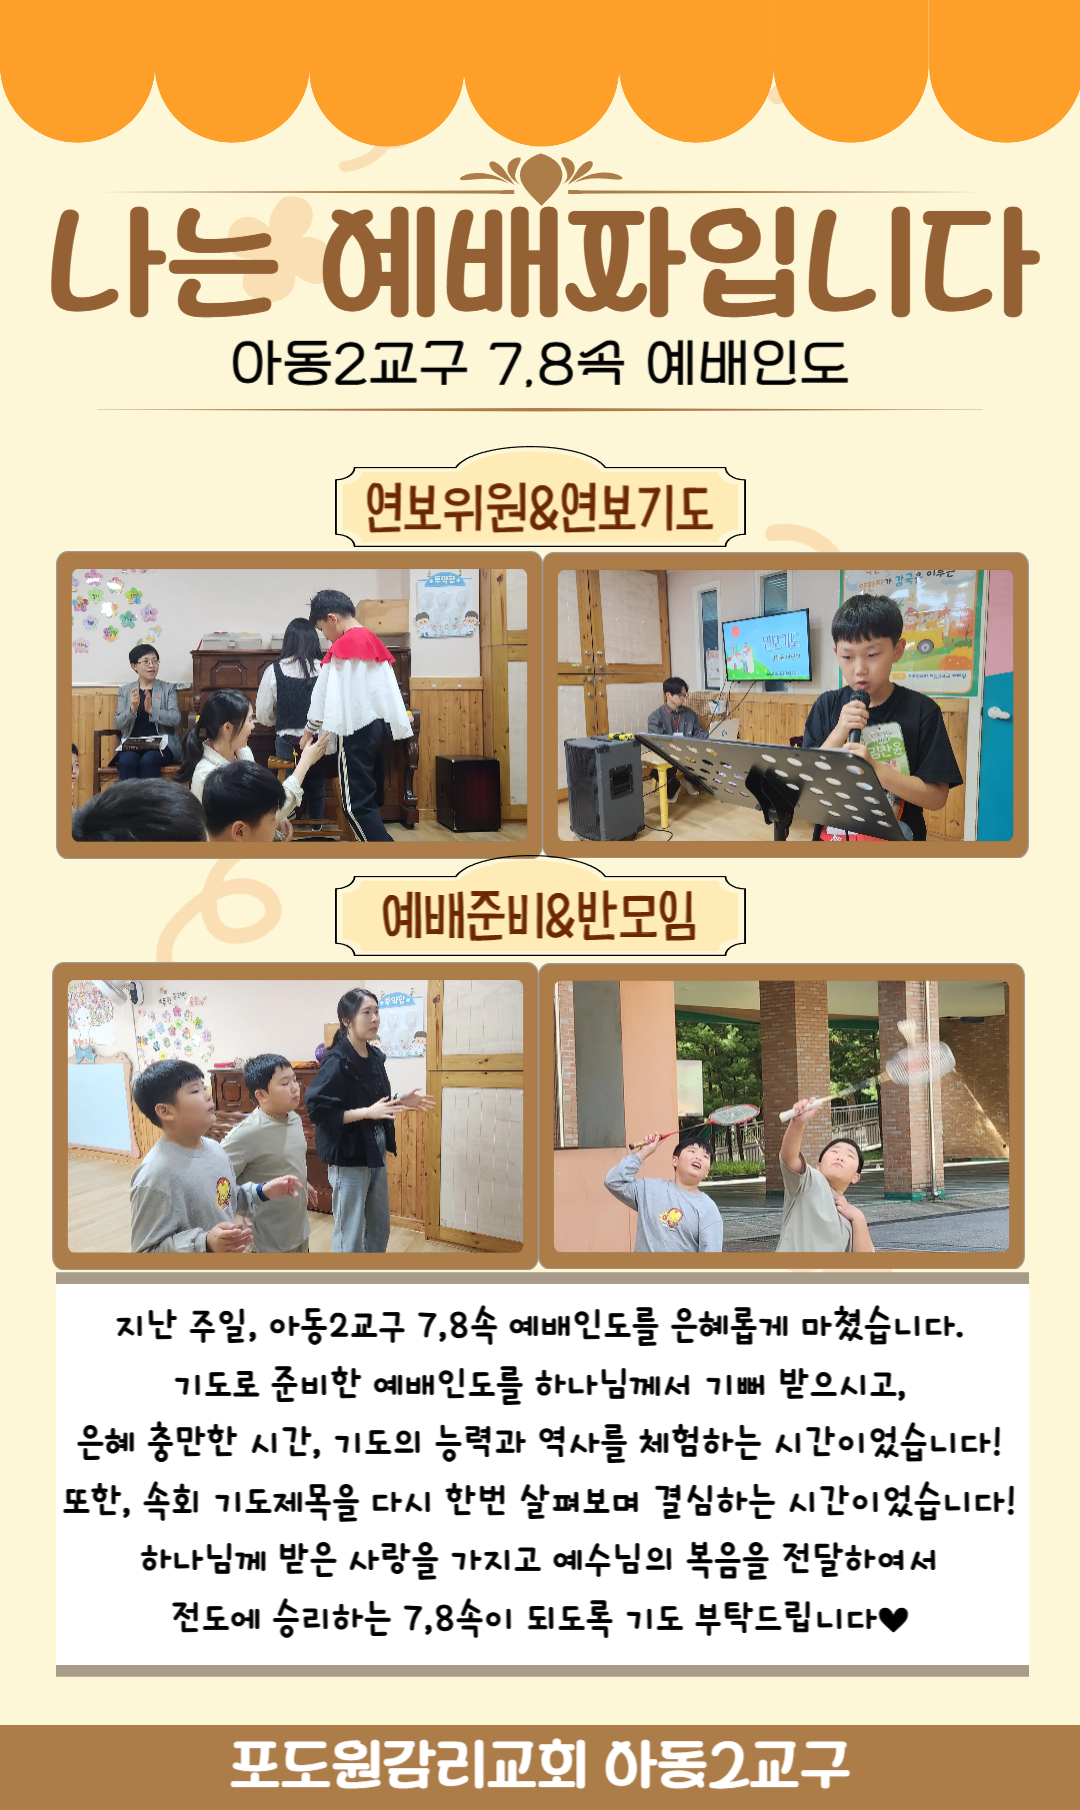 나는 예배파입니다
아동2교구 7,8속 예배인도
연보위원&연보기도
연보기도
김찬윤
예배준비&반모임
지난 주일, 아동2교구 7,8속 예배인도를 은혜롭게 마쳤습니다.
기도로 준비한 예배인도를 하나님께서 기뻐 받으시고,
은혜 충만한 시간, 기도의 능력과 역사를 체험하는 시간이었습니다!
또한, 속회 기도제목을 다시 한번 살펴보며 결심하는 시간이었습니다!
하나님께 받은 사랑을 가지고 예수님의 복음을 전달하여서
전도에 승리하는 7,8속이 되도록 기도 부탁드립니다♥
포도원감리교회 아동2교구